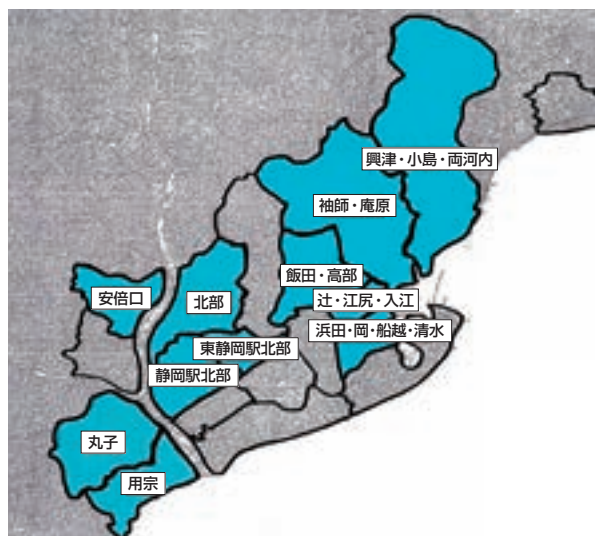 興津・小島・両河内
袖師・庵原
飯田・高部
安倍口
北部
辻・江尻・入江
浜田・岡・船越・清水
東静岡駅北部
静岡駅北部
丸子
用宗